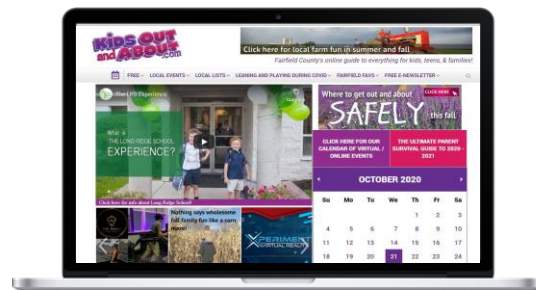 KIDS OUT
AND ABOUT
.com
Click here for local farm fun in summer and fall
Fairfield County's online guide to everything for kids, teens, & families!
FREE LOCAL EVENTS LOCAL LISTS LEANING AND PLAYING DURING COVID FAIRFIELD FAVS FREE E-NEWSLETTER
Experience
What is
THE LONG RIDGE SCHOOL
EXPERIENCE?
Click here for info about Long Ridge School!
Where to get out and about
CLICK HERE
SAFELY this fall
CLICK HERE FOR OUR
CALENDAR OF VIRTUAL /
ONLINE EVENTS
THE ULTIMATE PARENT
SURVIVAL GUIDE TO 2020 -
2021
OCTOBER 2020
Su Mo Tu We Th Fr Sa
1 2 3
4 5 6 7 8 9 10
11 12 13 14 15 16 17
18 19 20 21 22 23 24
Nothing says wholesome
fall family fun like a corn
maze!
XPERIMENT
VIRTUAL REALITY